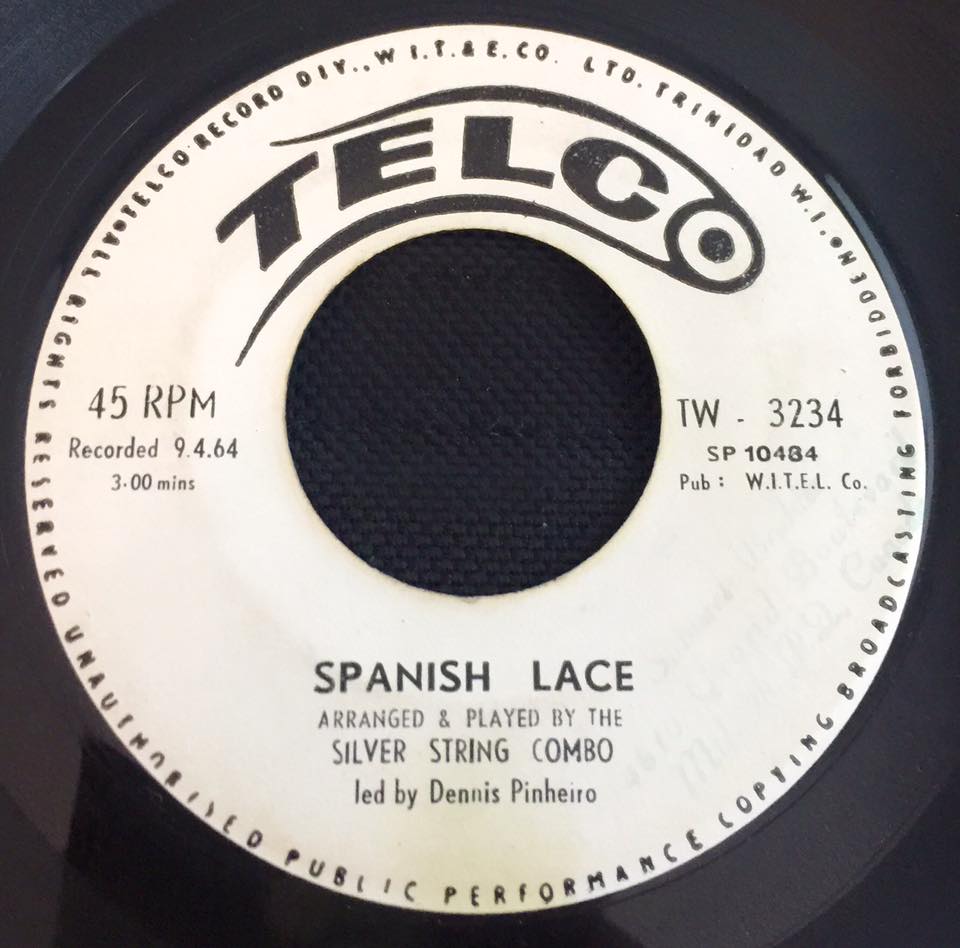 TELCO
TELCO RECORD DIV., W.I.T.& E.CO. LTD. TRINIDAD W.I. FORBIDDEN
ALL RIGHTS RESERVED UNAUTHORISED PUBLIC PERFORMANCE COPYING BROADCASTING
45 RPM
Recorded 9.4.64
3·00 mins
TW - 3234
SP 10484
Pub : W.I.T.E.L. Co.
SPANISH LACE
ARRANGED & PLAYED BY THE
SILVER STRING COMBO
led by Dennis Pinheiro